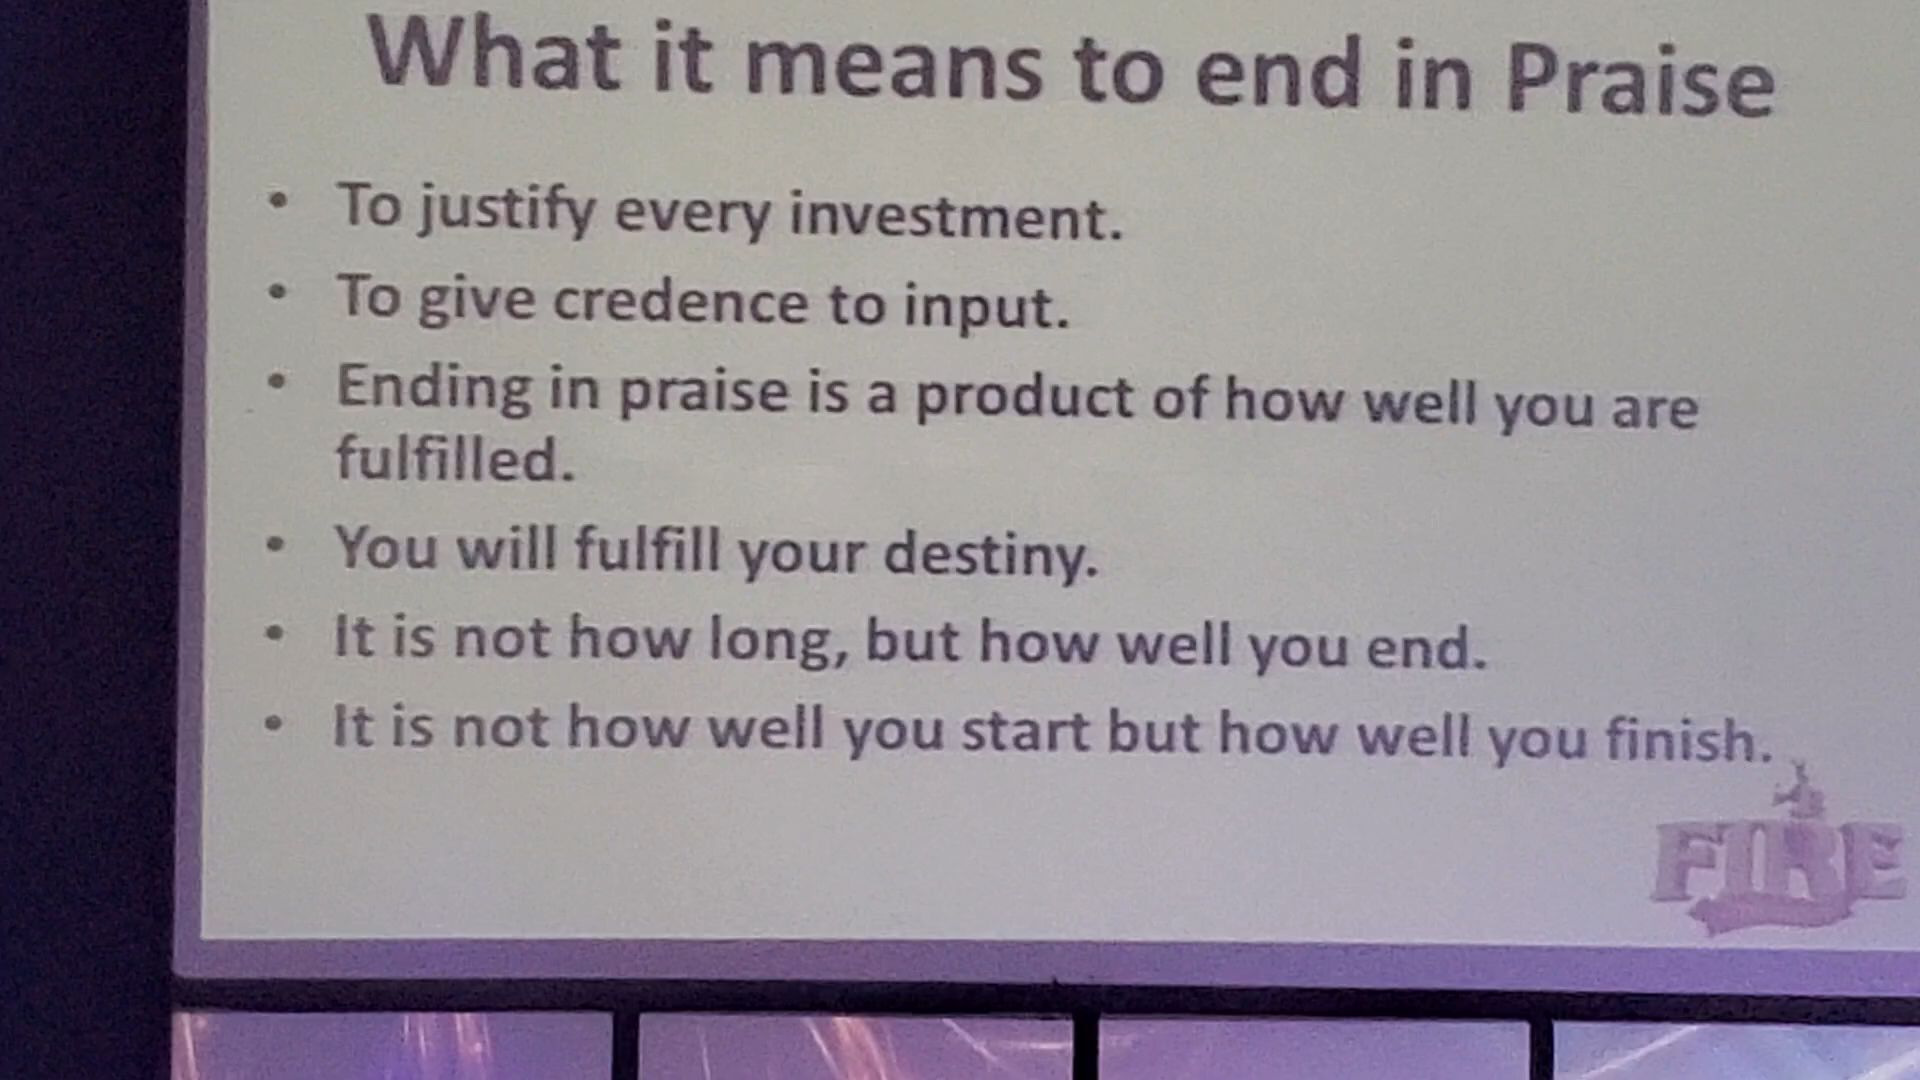 What it means to end in Praise
• To justify every investment.
• To give credence to input.
• Ending in praise is a product of how well you are
fulfilled.
• You will fulfill your destiny.
• It is not how long, but how well you end.
• It is not how well you start but how well you finish.
FIRE